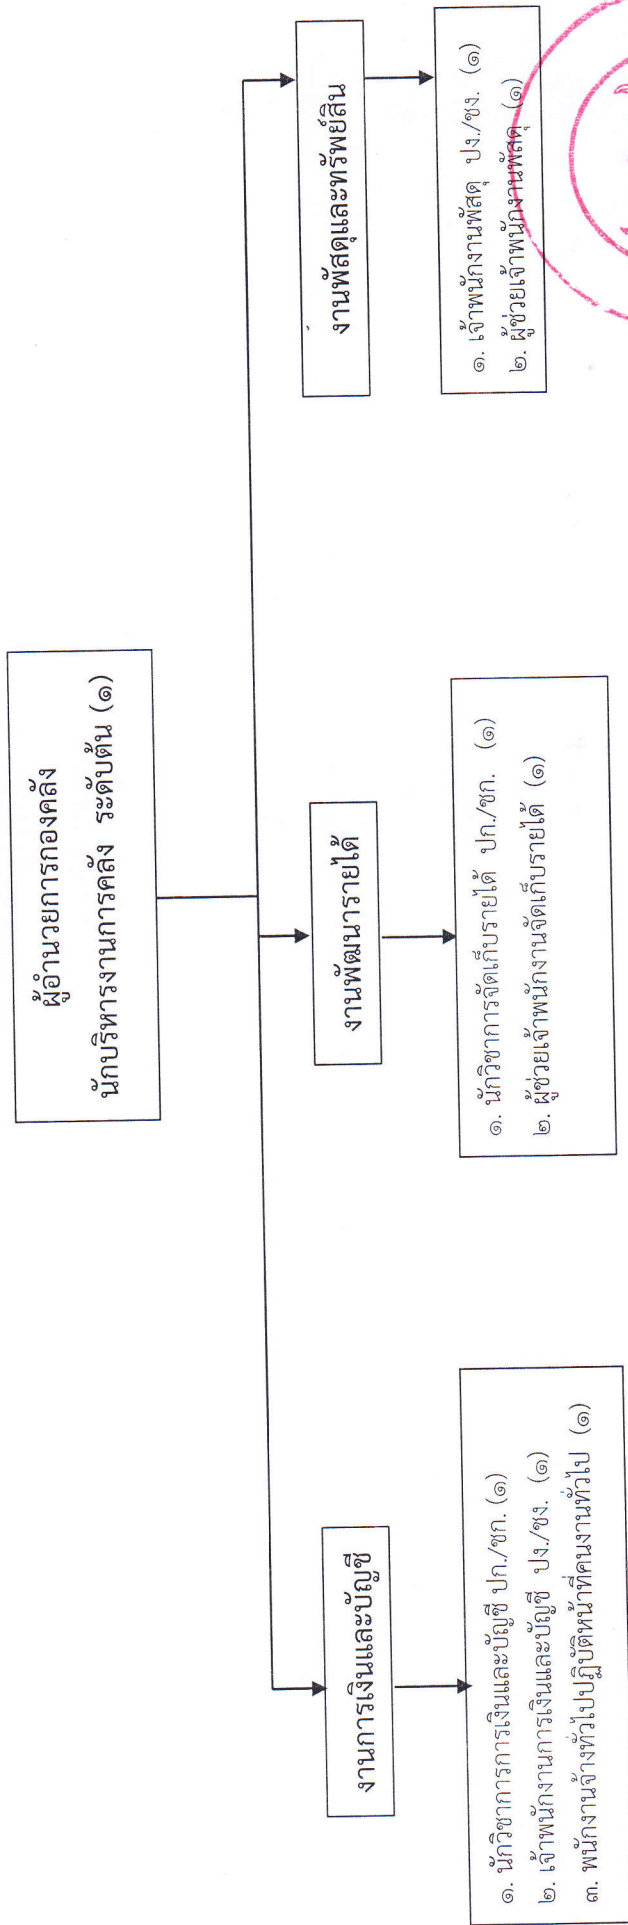 ผู้อำนวยการกองคลัง
นักบริหารงานการคลัง ระดับต้น (๑)
งานการเงินและบัญชี
๑. นักวิชาการการเงินและบัญชี ปก./ชก. (๑)
๒. เจ้าพนักงานการเงินและบัญชี ปง./ชง. (๑)
๓. พนักงานจ้างทั่วไปปฏิบัติหน้าที่คนงานทั่วไป (๑)
งานพัฒนารายได้
๑. นักวิชาการจัดเก็บรายได้ ปก./ชก. (๑)
๒. ผู้ช่วยเจ้าพนักงานจัดเก็บรายได้ (๑)
งานพัสดุและทรัพย์สิน
๑. เจ้าพนักงานพัสดุ ปง./ชง. (๑)
๒. ผู้ช่วยเจ้าพนักงานพัสดุ (๑)